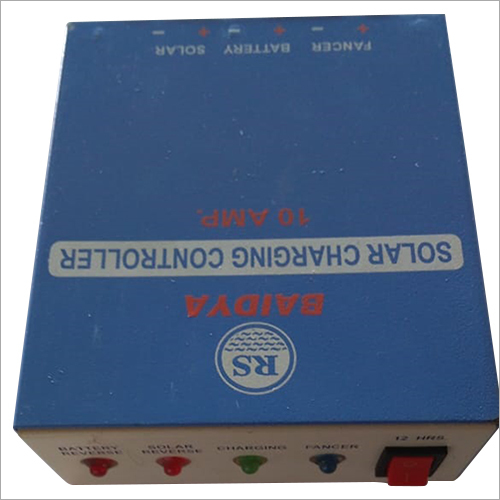 RS
BAIDYA
SOLAR CHARGING CONTROLLER
10 AMP.
FANCER BATTERY SOLAR
+ - + - + -
BATTERY REVERSE
SOLAR REVERSE
CHARGING
FANCER
12 HRS.